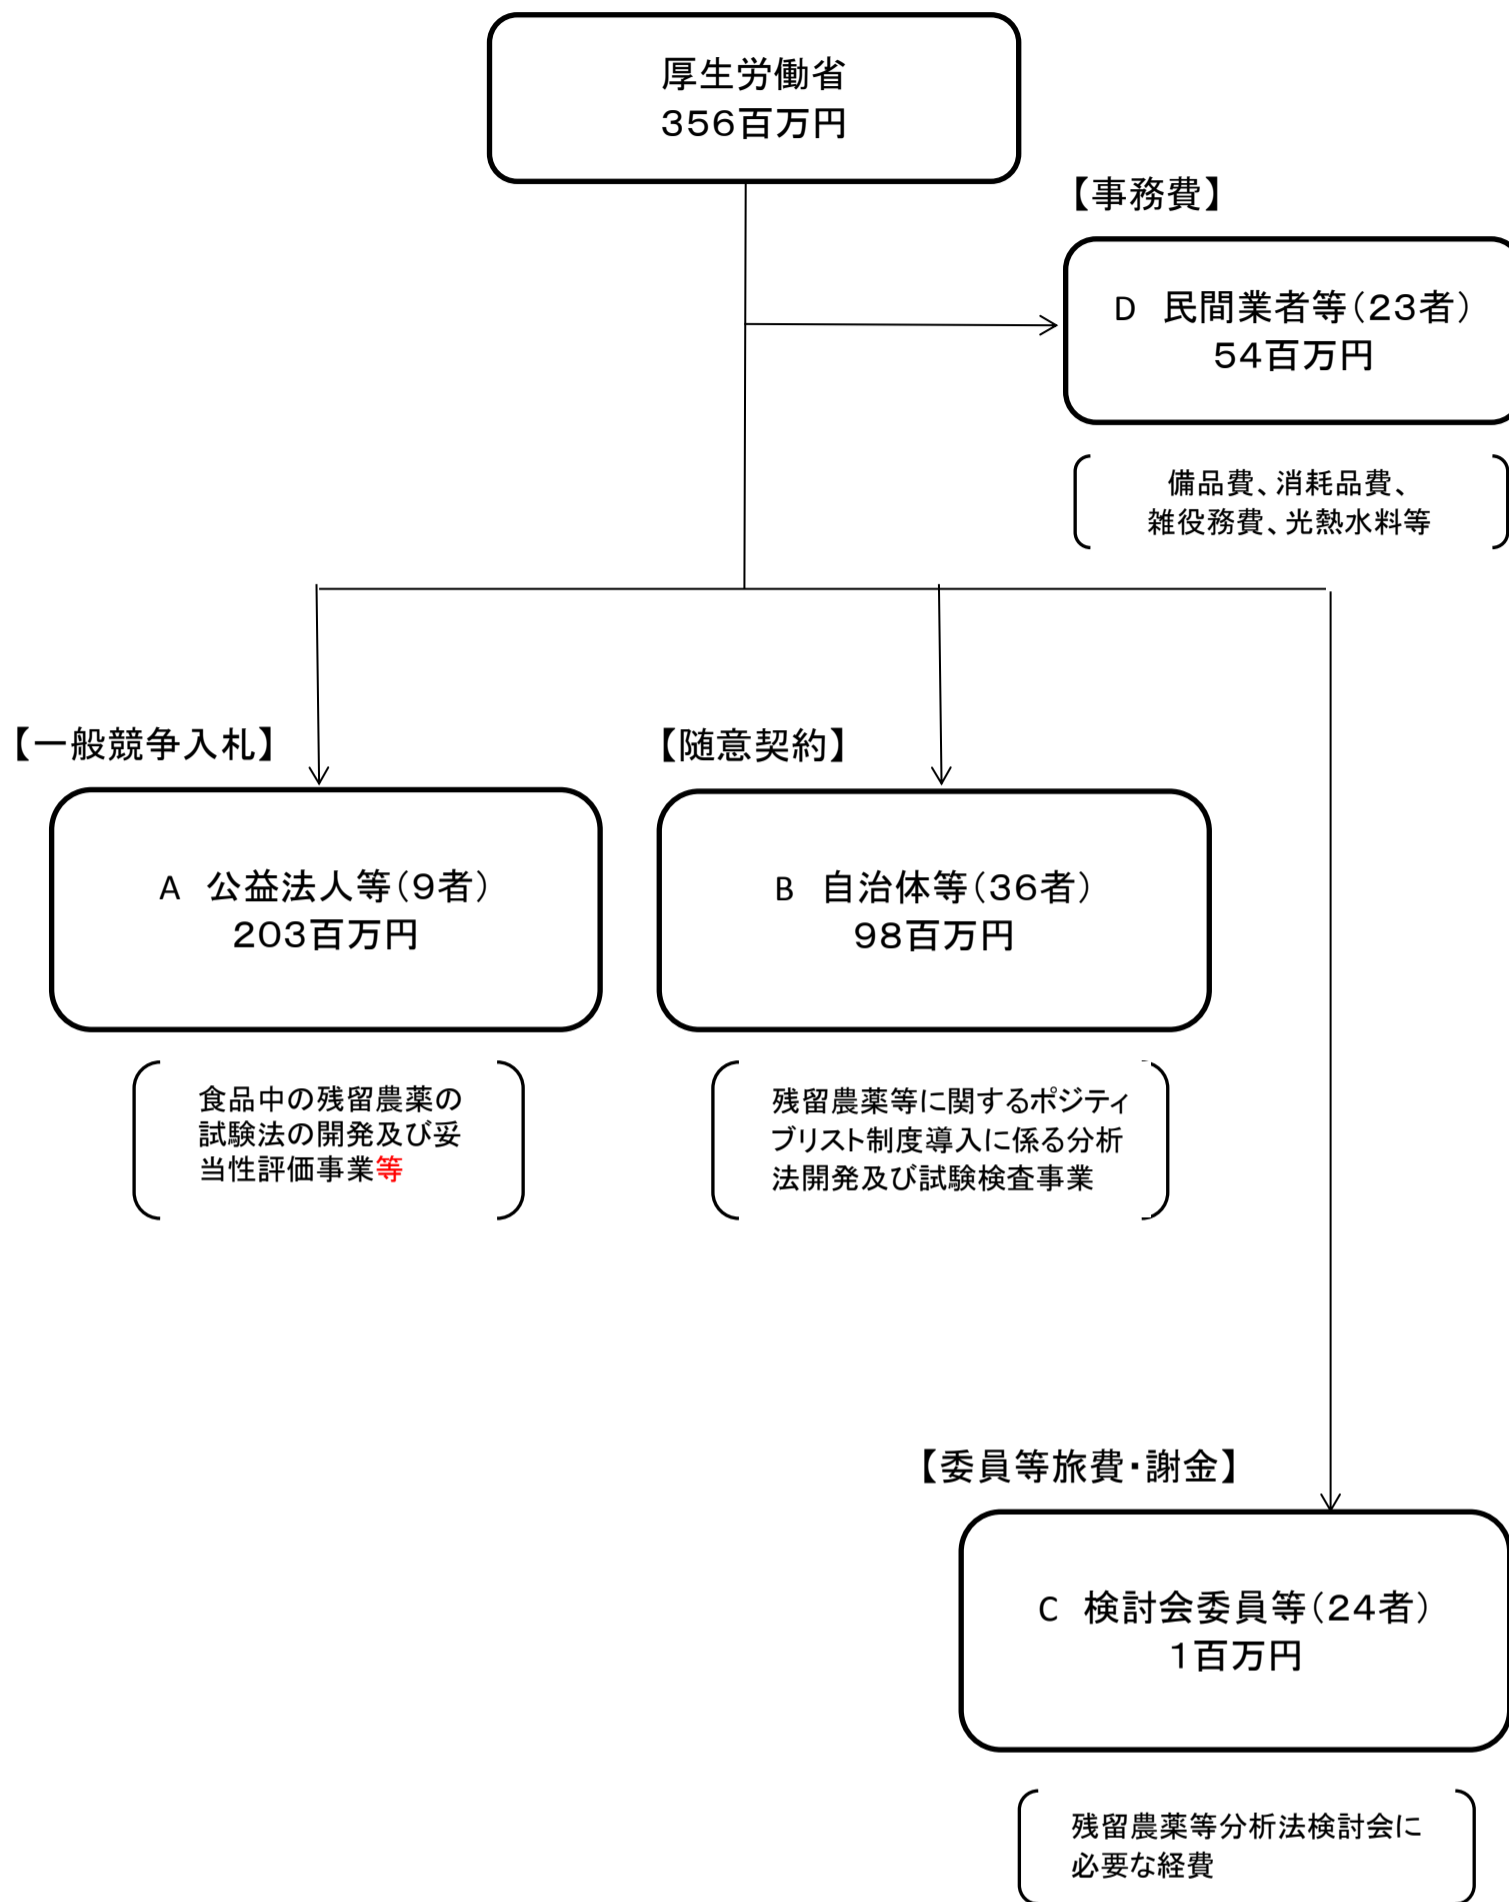 厚生労働省
356百万円
【事務費】
D　民間業者等(23者)
54百万円
備品費、消耗品費、
雑役務費、光熱水料等
【一般競争入札】
A　公益法人等(9者)
203百万円
食品中の残留農薬の
試験法の開発及び妥
当性評価事業等
【随意契約】
B　自治体等(36者)
98百万円
残留農薬等に関するポジティ
ブリスト制度導入に係る分析
法開発及び試験検査事業
【委員等旅費・謝金】
C　検討会委員等(24者)
1百万円
残留農薬等分析法検討会に
必要な経費